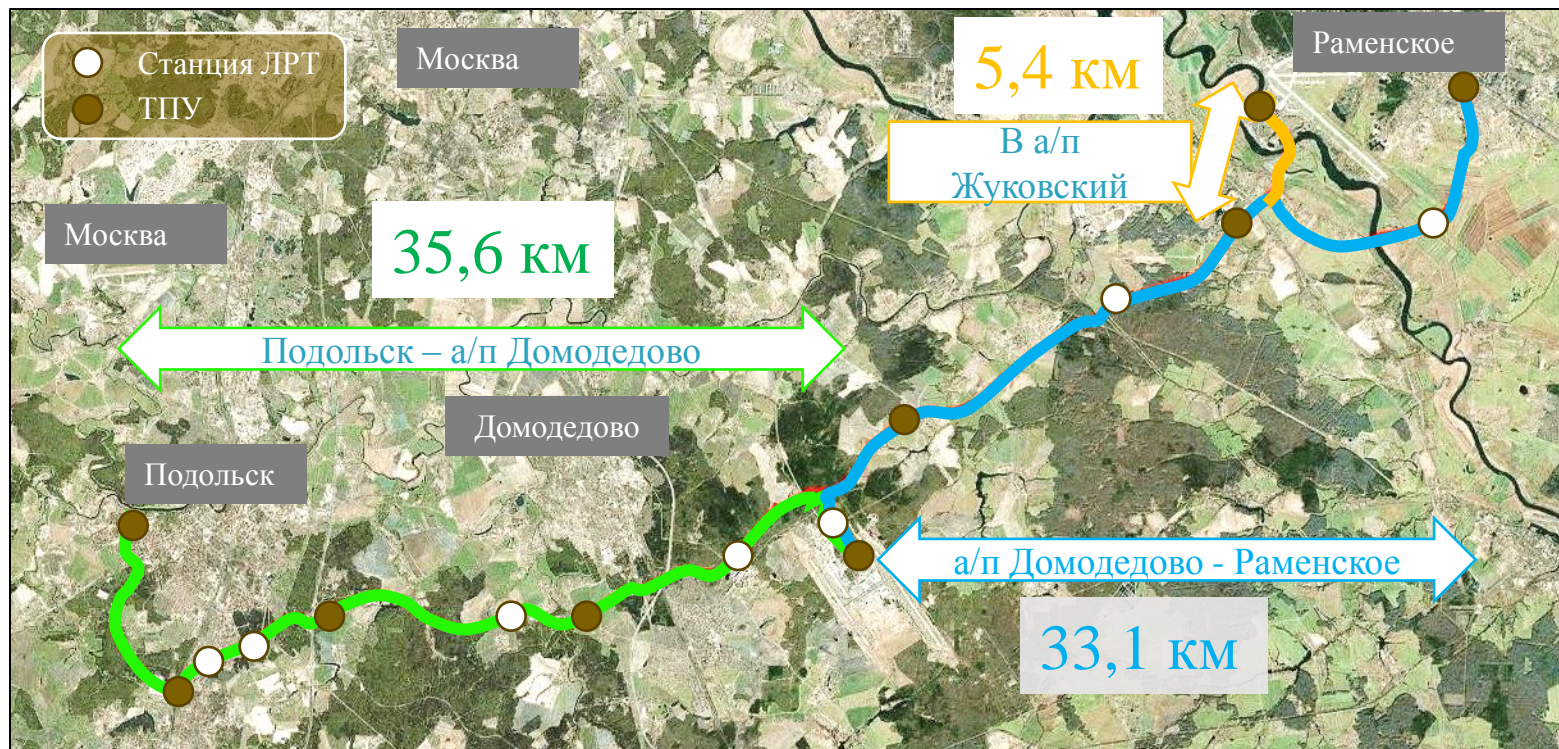 Станция ЛРТ
ТПУ
Москва
5,4 км
Раменское
В а/п
Жуковский
Москва
35,6 км
Подольск – а/п Домодедово
Домодедово
Подольск
а/п Домодедово - Раменское
33,1 км